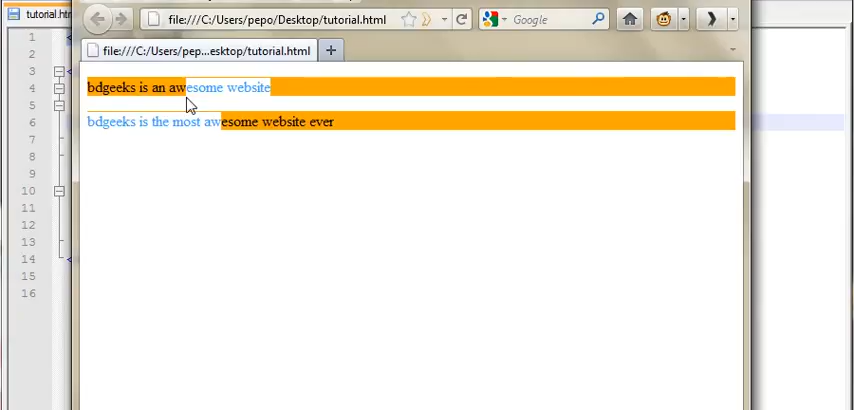 tutorial.htm
file:///C:/Users/pepo/Desktop/tutorial.html
Google
file:///C:/Users/pep...esktop/tutorial.html
1
2
3
4
5
6
7
8
9
10
11
12
13
14
15
16
bdgeeks is an awesome website
bdgeeks is the most awesome website ever